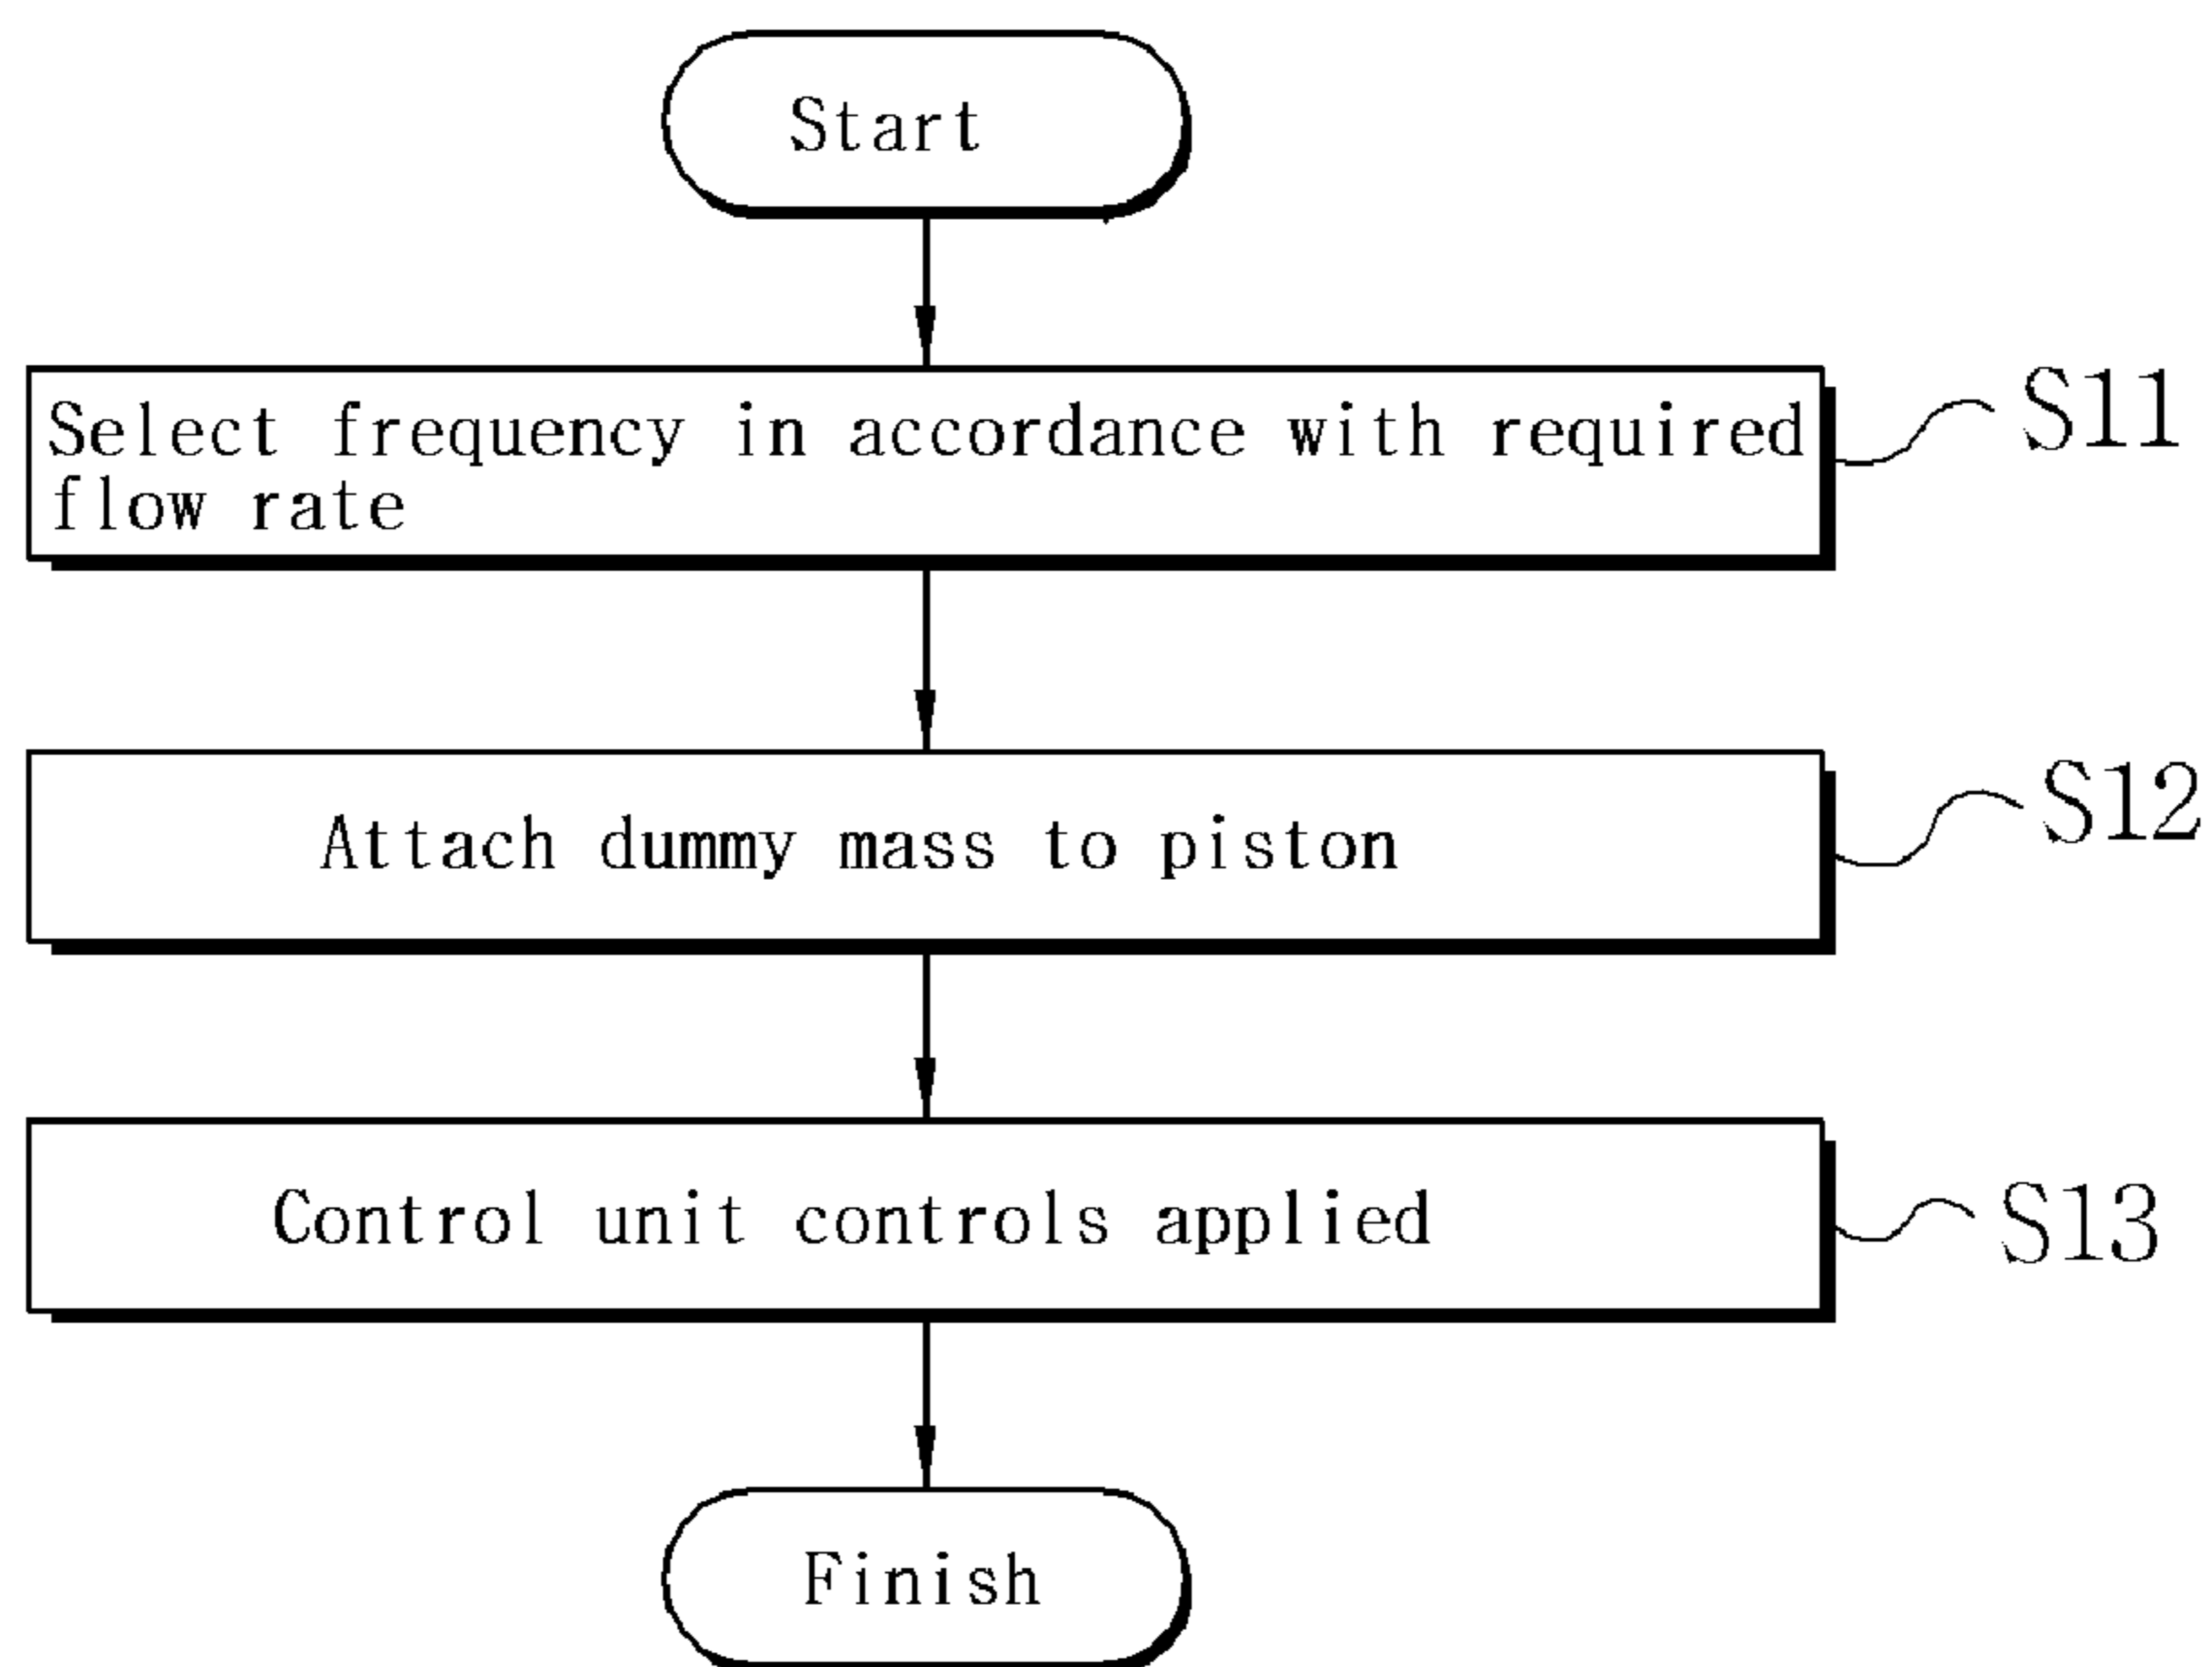 Start
Select frequency in accordance with required
flow rate
S11
Attach dummy mass to piston
S12
Control unit controls applied
S13
Finish